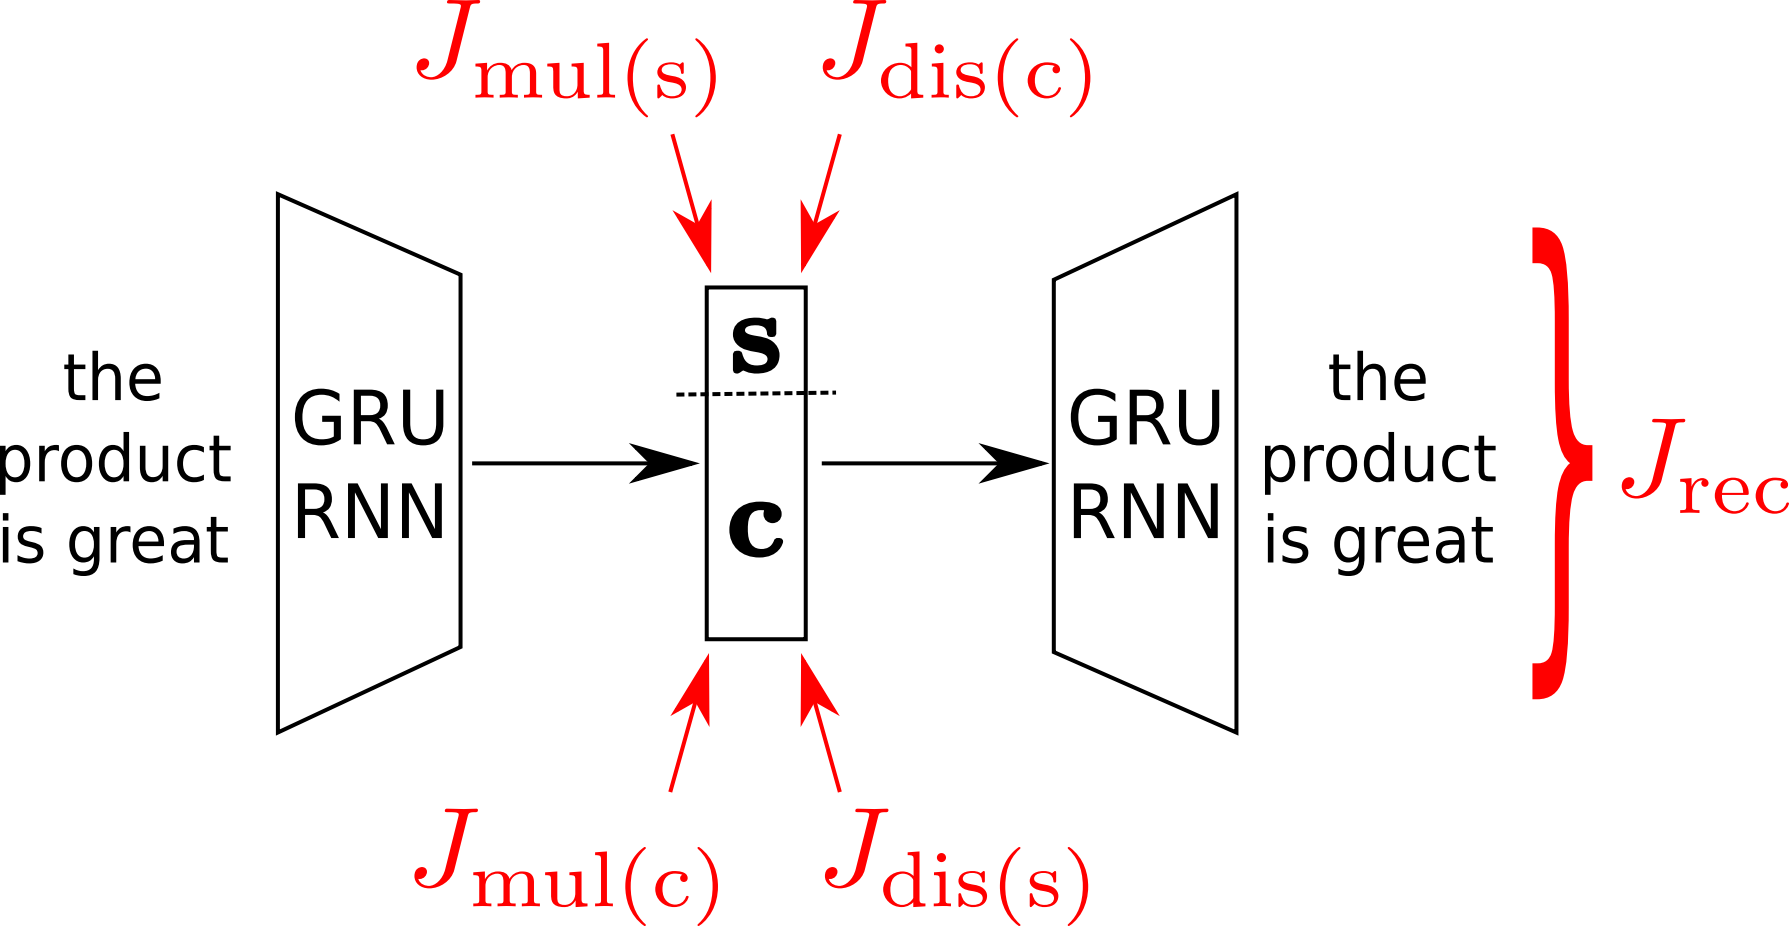 J_mul(s)
J_dis(c)
the
product
is great
GRU
RNN
s
c
GRU
RNN
the
product
is great
J_rec
J_mul(c)
J_dis(s)